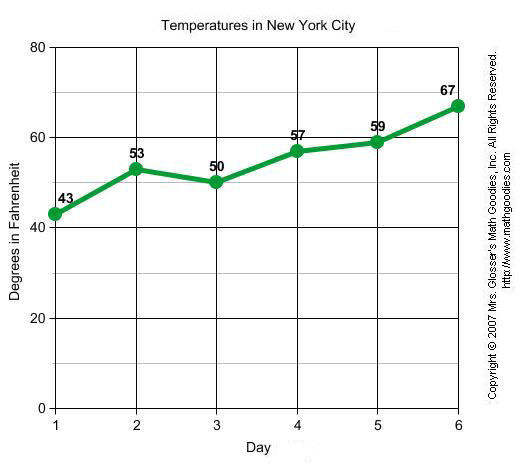 Temperatures in New York City
80
60
40
20
0
Degrees in Fahrenheit
43
53
50
57
59
67
1 2 3 4 5 6
Day
Copyright © 2007 Mrs. Glosser's Math Goodies, Inc. All Rights Reserved.
http://www.mathgoodies.com